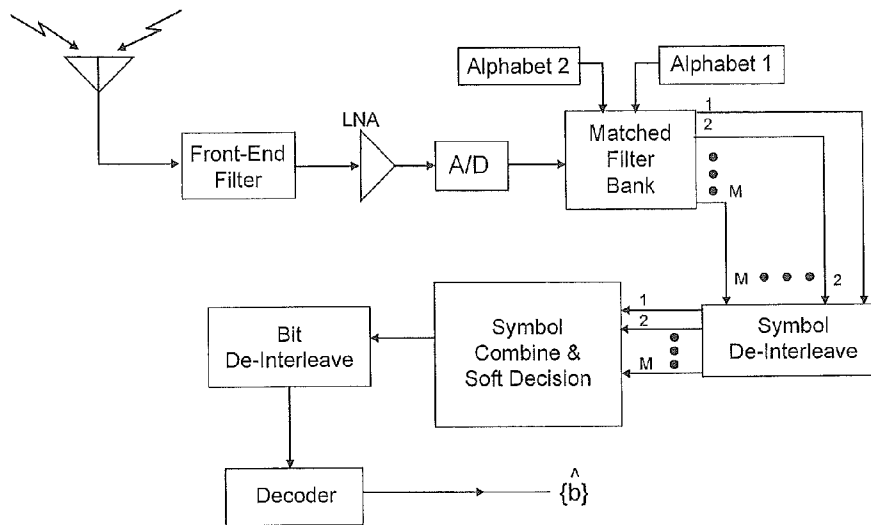 Alphabet 2
Alphabet 1
LNA
Front-End
Filter
A/D
Matched
Filter
Bank
1
2
M
M
2
1
Symbol
De-Interleave
1
2
M
Symbol
Combine &
Soft Decision
Bit
De-Interleave
Decoder
{b̂}